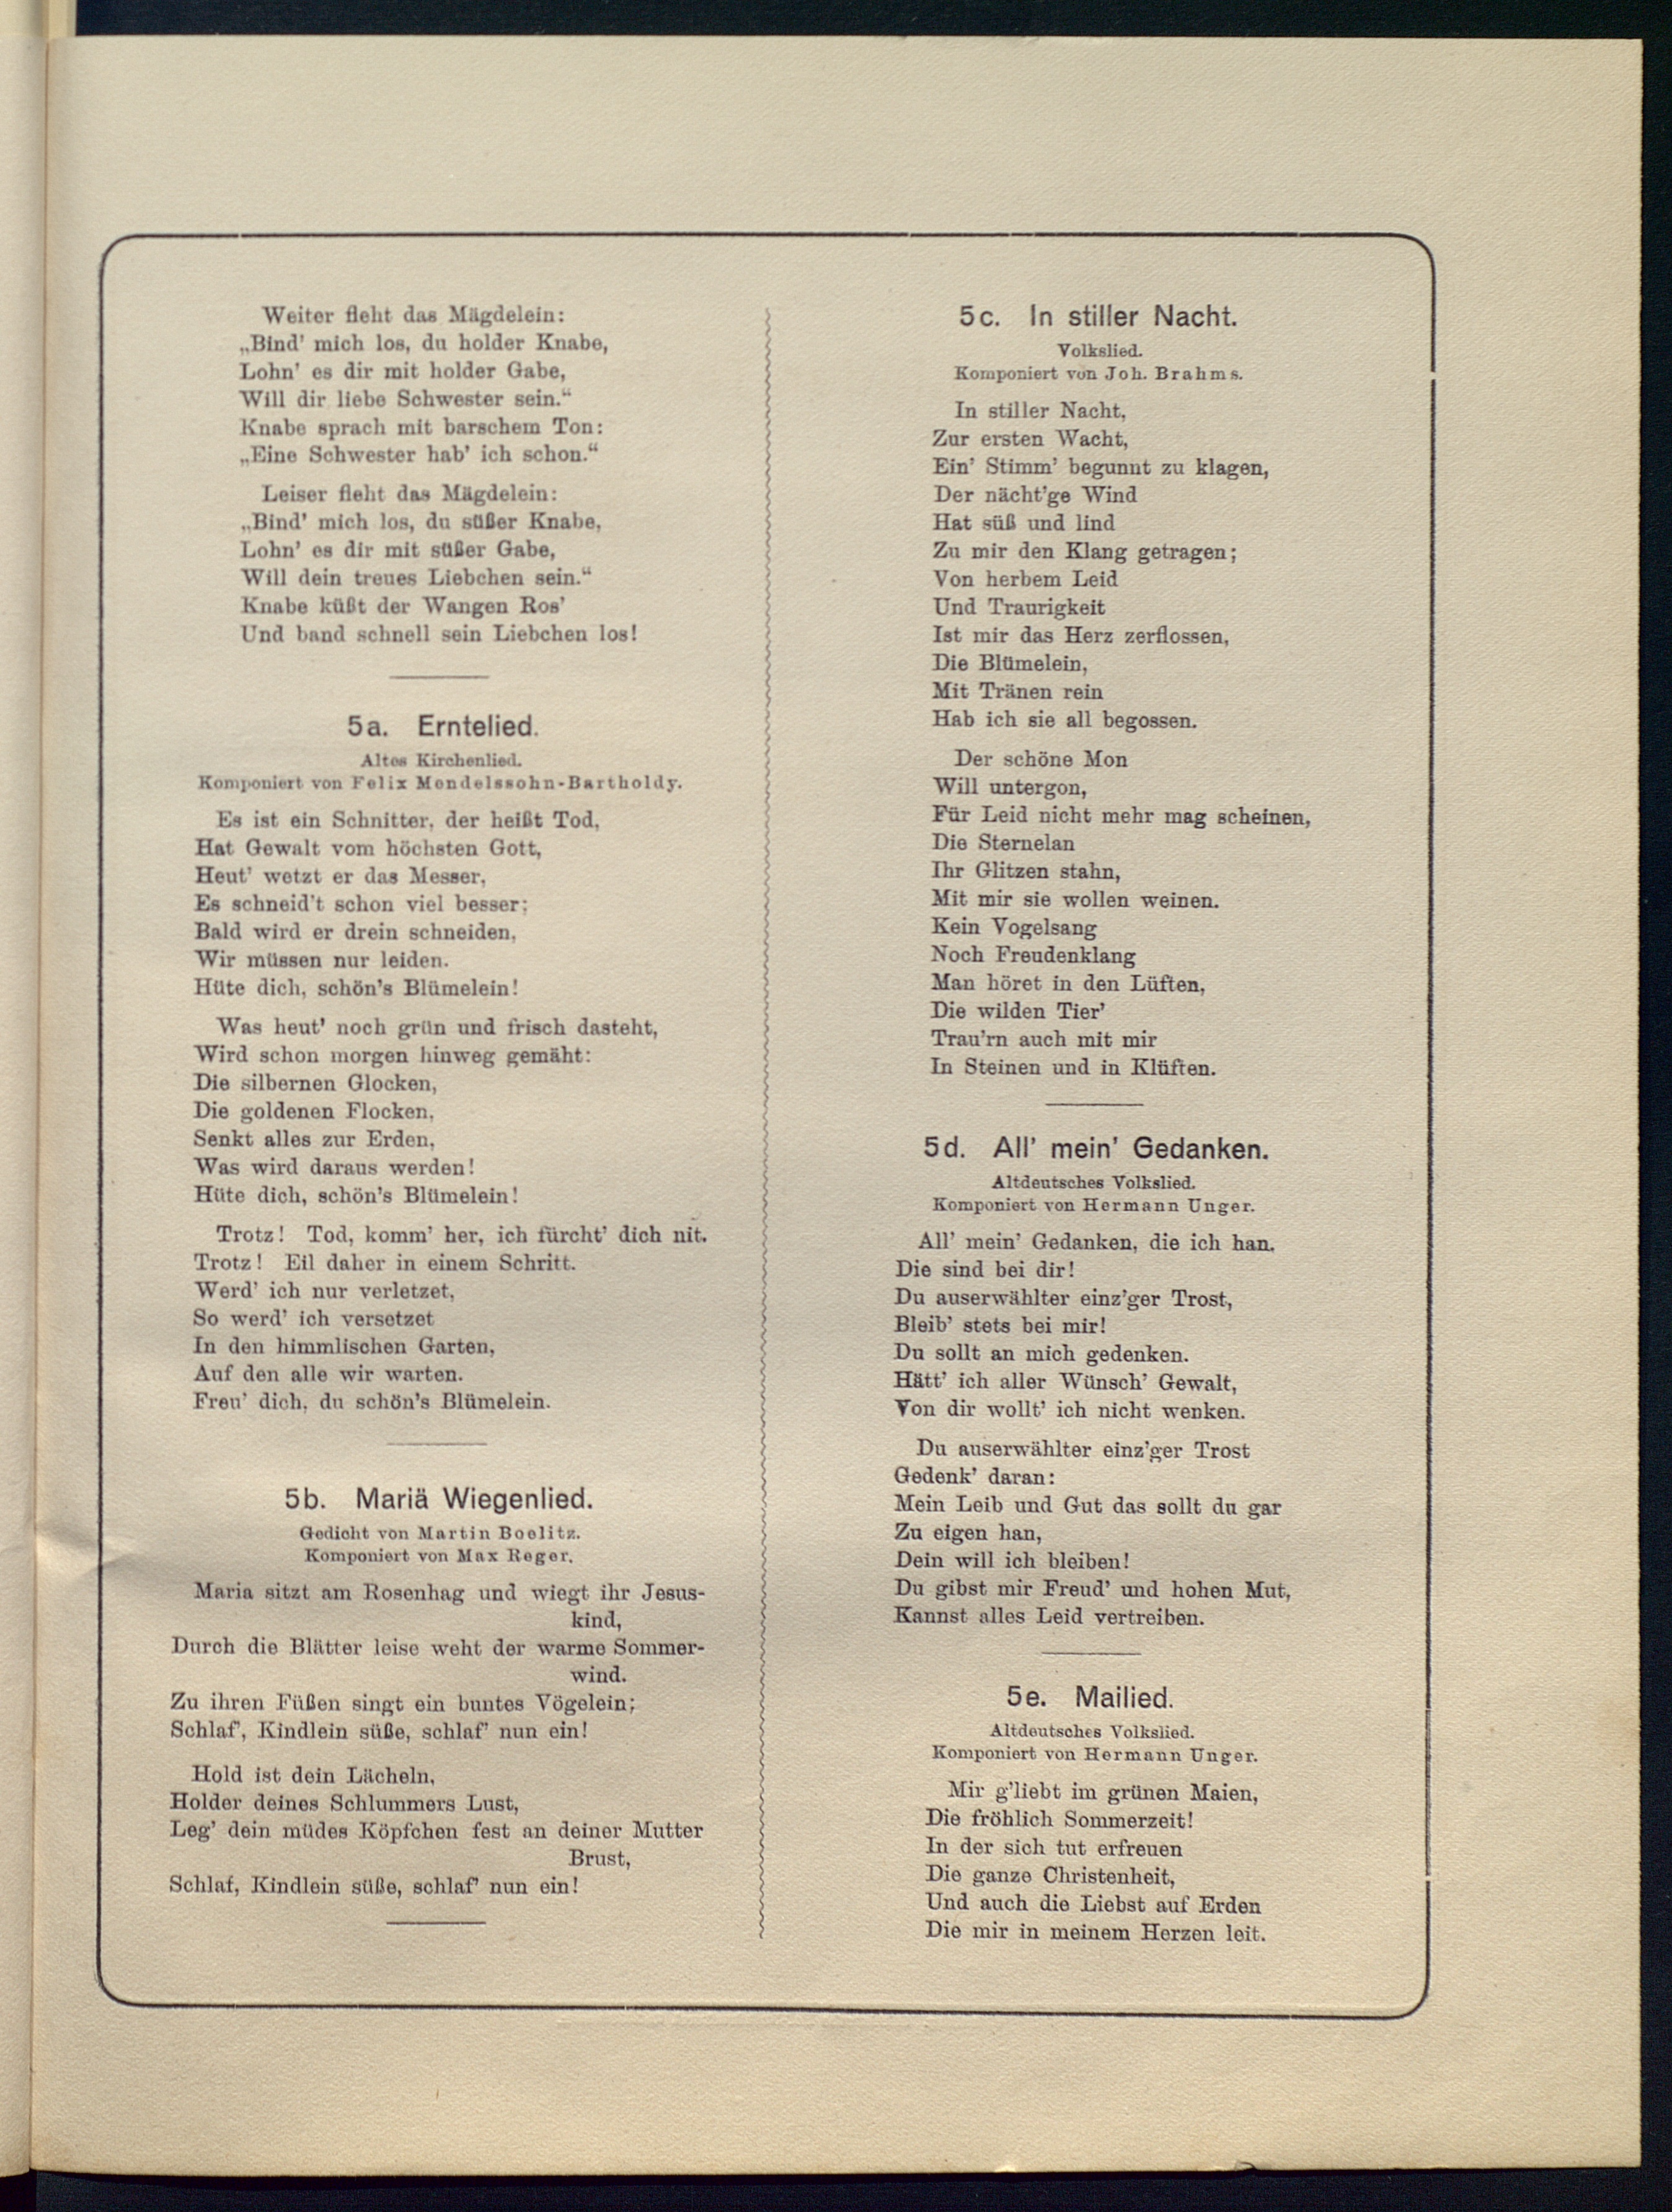 Weiter fleht das Mägdelein:
„Bind' mich los, du holder Knabe,
Lohn' es dir mit holder Gabe,
Will dir liebe Schwester sein.“
Knabe sprach mit barschem Ton:
„Eine Schwester hab' ich schon.“
Leiser fleht das Mägdelein:
„Bind' mich los, du süßer Knabe,
Lohn' es dir mit süßer Gabe,
Will dein treues Liebchen sein.“
Knabe küßt der Wangen Ros'
Und band schnell sein Liebchen los!
5a. Erntelied.
Altes Kirchenlied.
Komponiert von Felix Mendelssohn-Bartholdy.
Es ist ein Schnitter, der heißt Tod,
Hat Gewalt vom höchsten Gott,
Heut' wetzt er das Messer,
Es schneid't schon viel besser;
Bald wird er drein schneiden,
Wir müssen nur leiden.
Hüte dich, schön's Blümelein!
Was heut' noch grün und frisch dasteht,
Wird schon morgen hinweg gemäht:
Die silbernen Glocken,
Die goldenen Flocken,
Senkt alles zur Erden,
Was wird daraus werden!
Hüte dich, schön's Blümelein!
Trotz! Tod, komm' her, ich fürcht' dich nit.
Trotz! Eil daher in einem Schritt.
Werd' ich nur verletzet,
So werd' ich versetzet
In den himmlischen Garten,
Auf den alle wir warten.
Freu' dich, du schön's Blümelein.
5b. Mariä Wiegenlied.
Gedicht von Martin Boelitz.
Komponiert von Max Reger.
Maria sitzt am Rosenhag und wiegt ihr Jesus-
kind,
Durch die Blätter leise weht der warme Sommer-
wind.
Zu ihren Füßen singt ein buntes Vögelein;
Schlaf', Kindlein süße, schlaf' nun ein!
Hold ist dein Lächeln,
Holder deines Schlummers Lust,
Leg' dein müdes Köpfchen fest an deiner Mutter
Brust,
Schlaf, Kindlein süße, schlaf' nun ein!
5c. In stiller Nacht.
Volkslied.
Komponiert von Joh. Brahms.
In stiller Nacht,
Zur ersten Wacht,
Ein' Stimm' begunnt zu klagen,
Der nächt'ge Wind
Hat süß und lind
Zu mir den Klang getragen;
Von herbem Leid
Und Traurigkeit
Ist mir das Herz zerflossen,
Die Blümelein,
Mit Tränen rein
Hab ich sie all begossen.
Der schöne Mon
Will untergon,
Für Leid nicht mehr mag scheinen,
Die Sternelan
Ihr Glitzen stahn,
Mit mir sie wollen weinen.
Kein Vogelsang
Noch Freudenklang
Man höret in den Lüften,
Die wilden Tier'
Trau'rn auch mit mir
In Steinen und in Klüften.
5d. All' mein' Gedanken.
Altdeutsches Volkslied.
Komponiert von Hermann Unger.
All' mein' Gedanken, die ich han,
Die sind bei dir!
Du auserwählter einz'ger Trost,
Bleib' stets bei mir!
Du sollt an mich gedenken.
Hätt' ich aller Wünsch' Gewalt,
Von dir wollt' ich nicht wenken.
Du auserwählter einz'ger Trost
Gedenk' daran:
Mein Leib und Gut das sollt du gar
Zu eigen han,
Dein will ich bleiben!
Du gibst mir Freud' und hohen Mut,
Kannst alles Leid vertreiben.
5e. Mailied.
Altdeutsches Volkslied.
Komponiert von Hermann Unger.
Mir g'liebt im grünen Maien,
Die fröhlich Sommerzeit!
In der sich tut erfreuen
Die ganze Christenheit,
Und auch die Liebst auf Erden
Die mir in meinem Herzen leit.